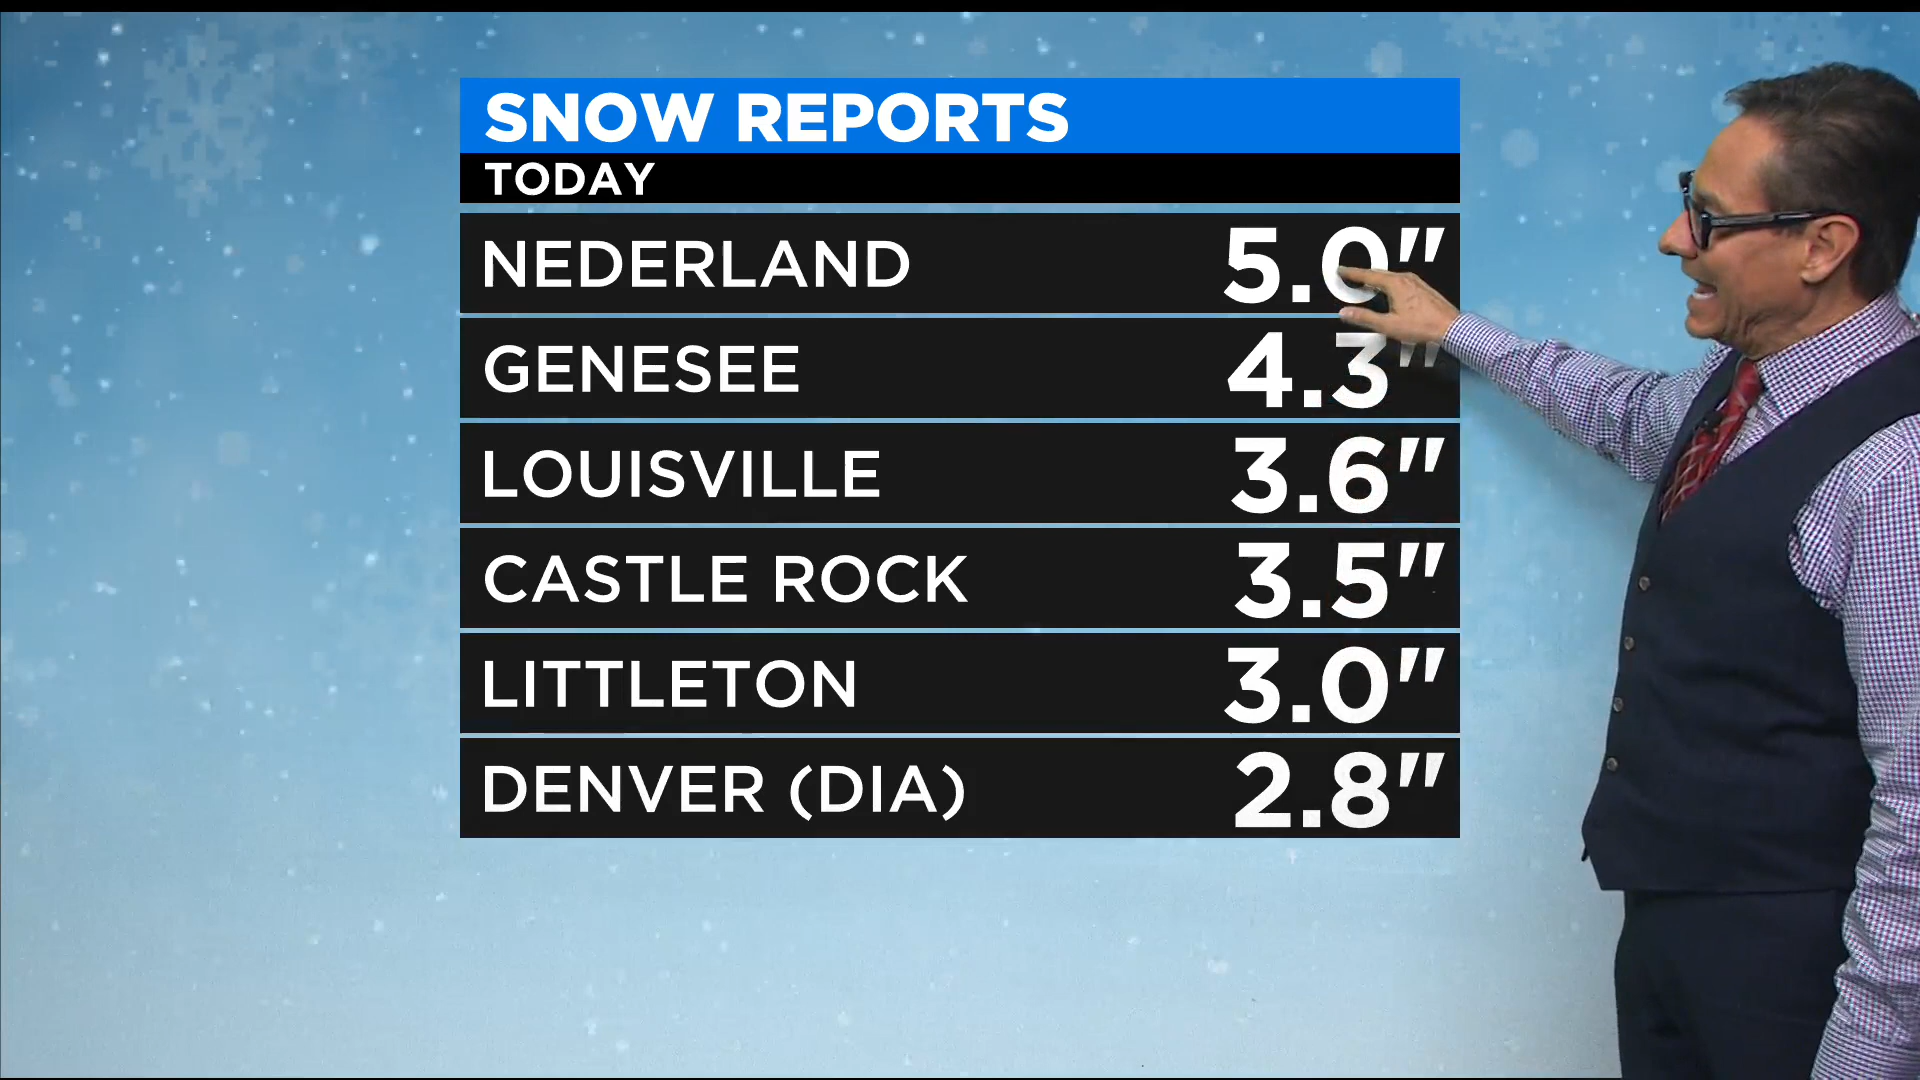 SNOW REPORTS
TODAY
NEDERLAND 5.0"
GENESEE 4.3"
LOUISVILLE 3.6"
CASTLE ROCK 3.5"
LITTLETON 3.0"
DENVER (DIA) 2.8"